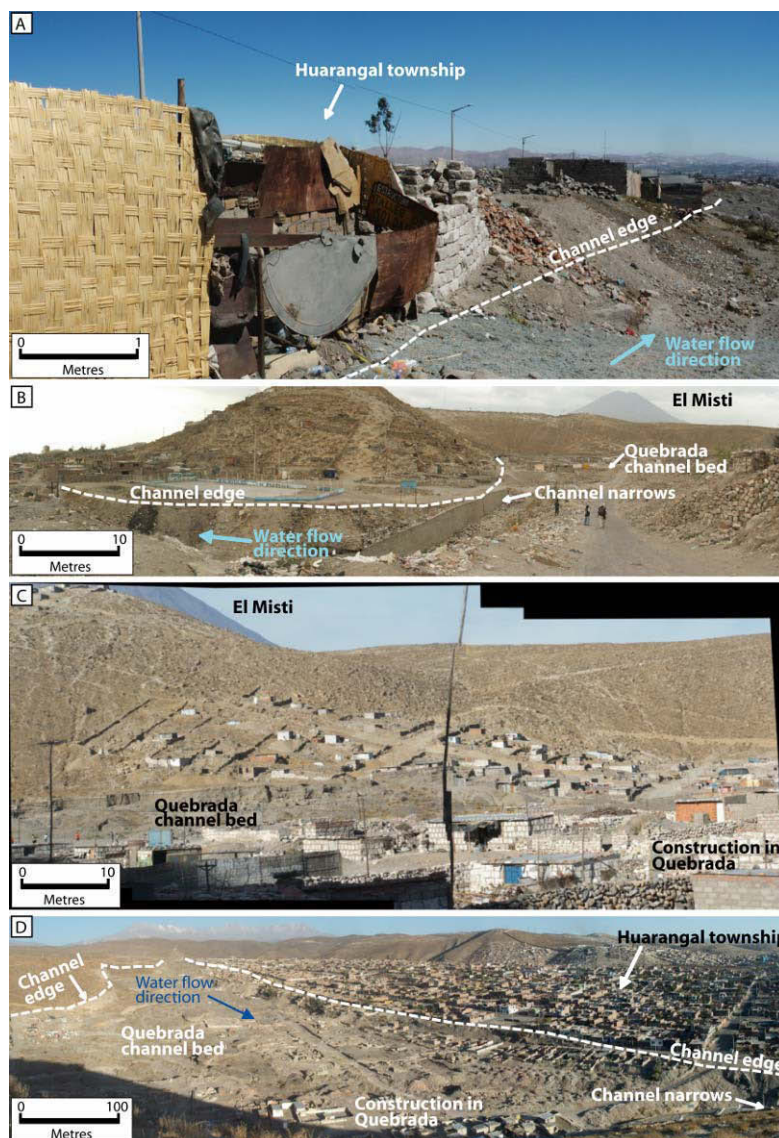 A
Huarangal township
Channel edge
Water flow
direction
0 1
Metres
B
El Misti
Quebrada
channel bed
Channel narrows
Channel edge
Water flow
direction
0 10
Metres
C
El Misti
Quebrada
channel bed
Construction in
Quebrada
0 10
Metres
D
Huarangal township
Channel
edge
Water flow
direction
Quebrada
channel bed
Channel edge
Channel narrows
Construction in
Quebrada
0 100
Metres